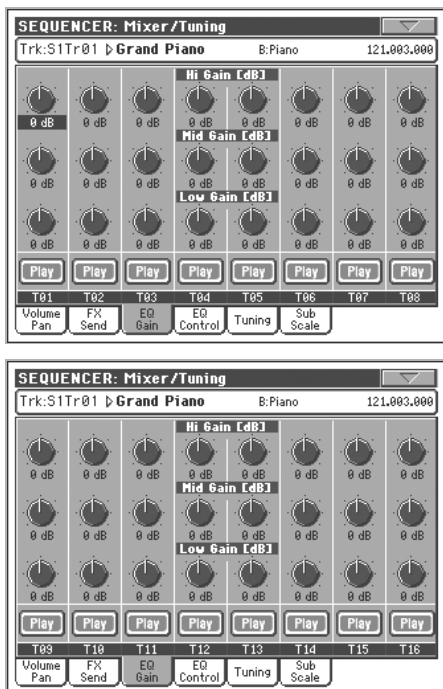 SEQUENCER: Mixer/Tuning
Trk:S1Tr01 ▷Grand Piano B:Piano 121.003.000
Hi Gain [dB]
0 dB 0 dB 0 dB 0 dB 0 dB 0 dB 0 dB 0 dB
Mid Gain [dB]
0 dB 0 dB 0 dB 0 dB 0 dB 0 dB 0 dB 0 dB
Low Gain [dB]
0 dB 0 dB 0 dB 0 dB 0 dB 0 dB 0 dB 0 dB
Play Play Play Play Play Play Play Play
T01 T02 T03 T04 T05 T06 T07 T08
Volume Pan FX Send EQ Gain EQ Control Tuning Sub Scale
SEQUENCER: Mixer/Tuning
Trk:S1Tr01 ▷Grand Piano B:Piano 121.003.000
Hi Gain [dB]
0 dB 0 dB 0 dB 0 dB 0 dB 0 dB 0 dB 0 dB
Mid Gain [dB]
0 dB 0 dB 0 dB 0 dB 0 dB 0 dB 0 dB 0 dB
Low Gain [dB]
0 dB 0 dB 0 dB 0 dB 0 dB 0 dB 0 dB 0 dB
Play Play Play Play Play Play Play Play
T09 T10 T11 T12 T13 T14 T15 T16
Volume Pan FX Send EQ Gain EQ Control Tuning Sub Scale